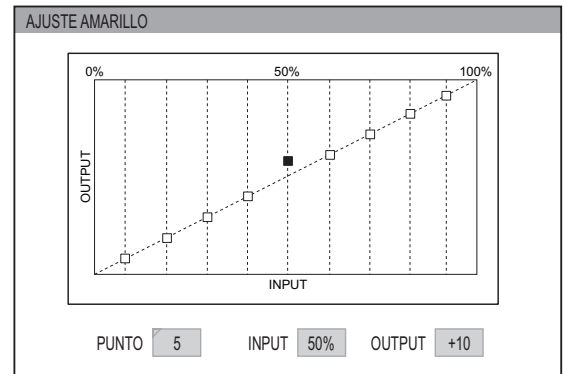 AJUSTE AMARILLO
0% 50% 100%
OUTPUT
INPUT
PUNTO 5 INPUT 50% OUTPUT +10